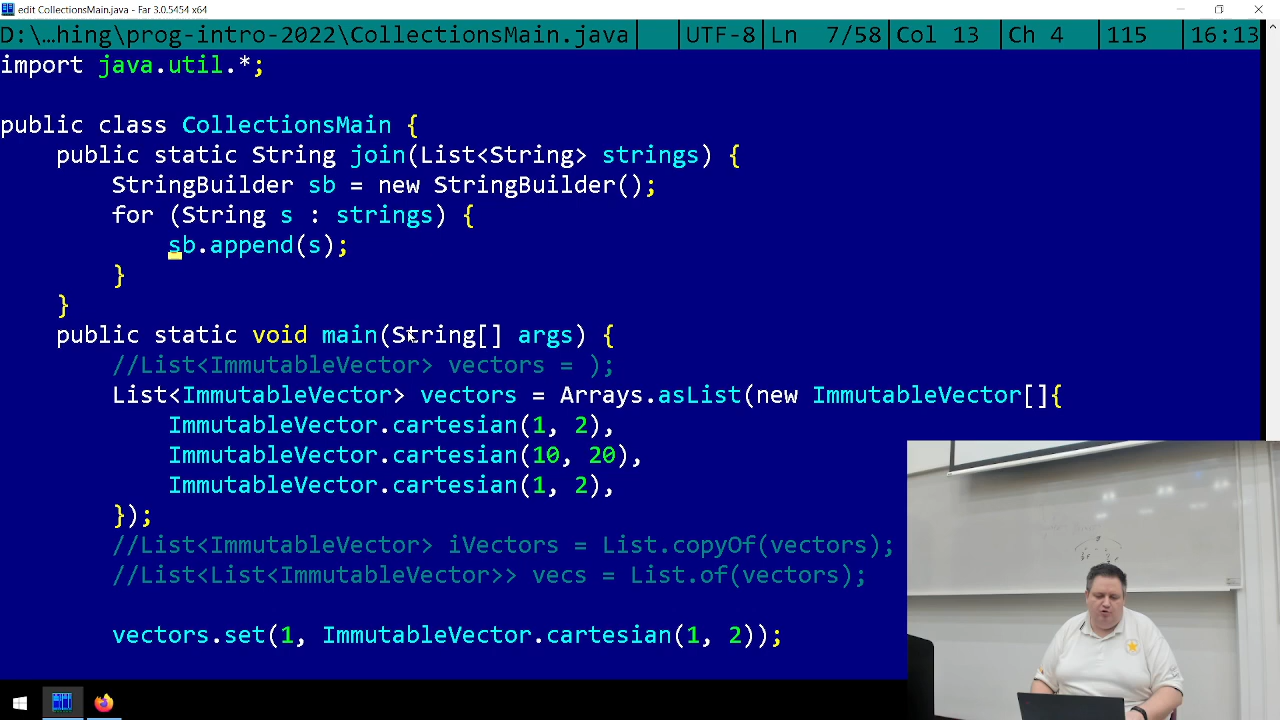 edit CollectionsMain.java - Far 3.0.5454 x64
D:\…hing\prog-intro-2022\CollectionsMain.java UTF-8 Ln 7/58 Col 13 Ch 4 115 16:13
import java.util.*;
public class CollectionsMain {
    public static String join(List<String> strings) {
        StringBuilder sb = new StringBuilder();
        for (String s : strings) {
            sb.append(s);
        }
    }
    public static void main(String[] args) {
        //List<ImmutableVector> vectors = );
        List<ImmutableVector> vectors = Arrays.asList(new ImmutableVector[]{
            ImmutableVector.cartesian(1, 2),
            ImmutableVector.cartesian(10, 20),
            ImmutableVector.cartesian(1, 2),
        });
        //List<ImmutableVector> iVectors = List.copyOf(vectors);
        //List<List<ImmutableVector>> vecs = List.of(vectors);
        vectors.set(1, ImmutableVector.cartesian(1, 2));